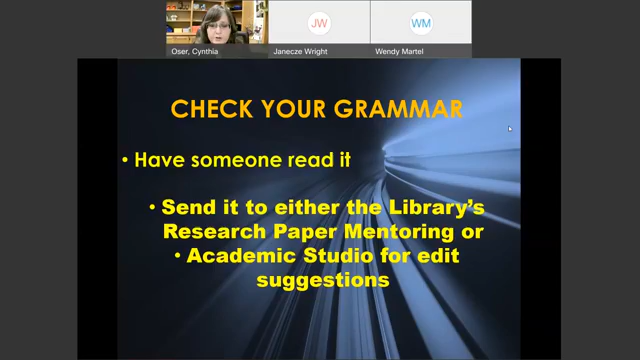 JW
WM
Oser, Cynthia
Janecze Wright
Wendy Martel
CHECK YOUR GRAMMAR
• Have someone read it
• Send it to either the Library's
Research Paper Mentoring or
• Academic Studio for edit
suggestions